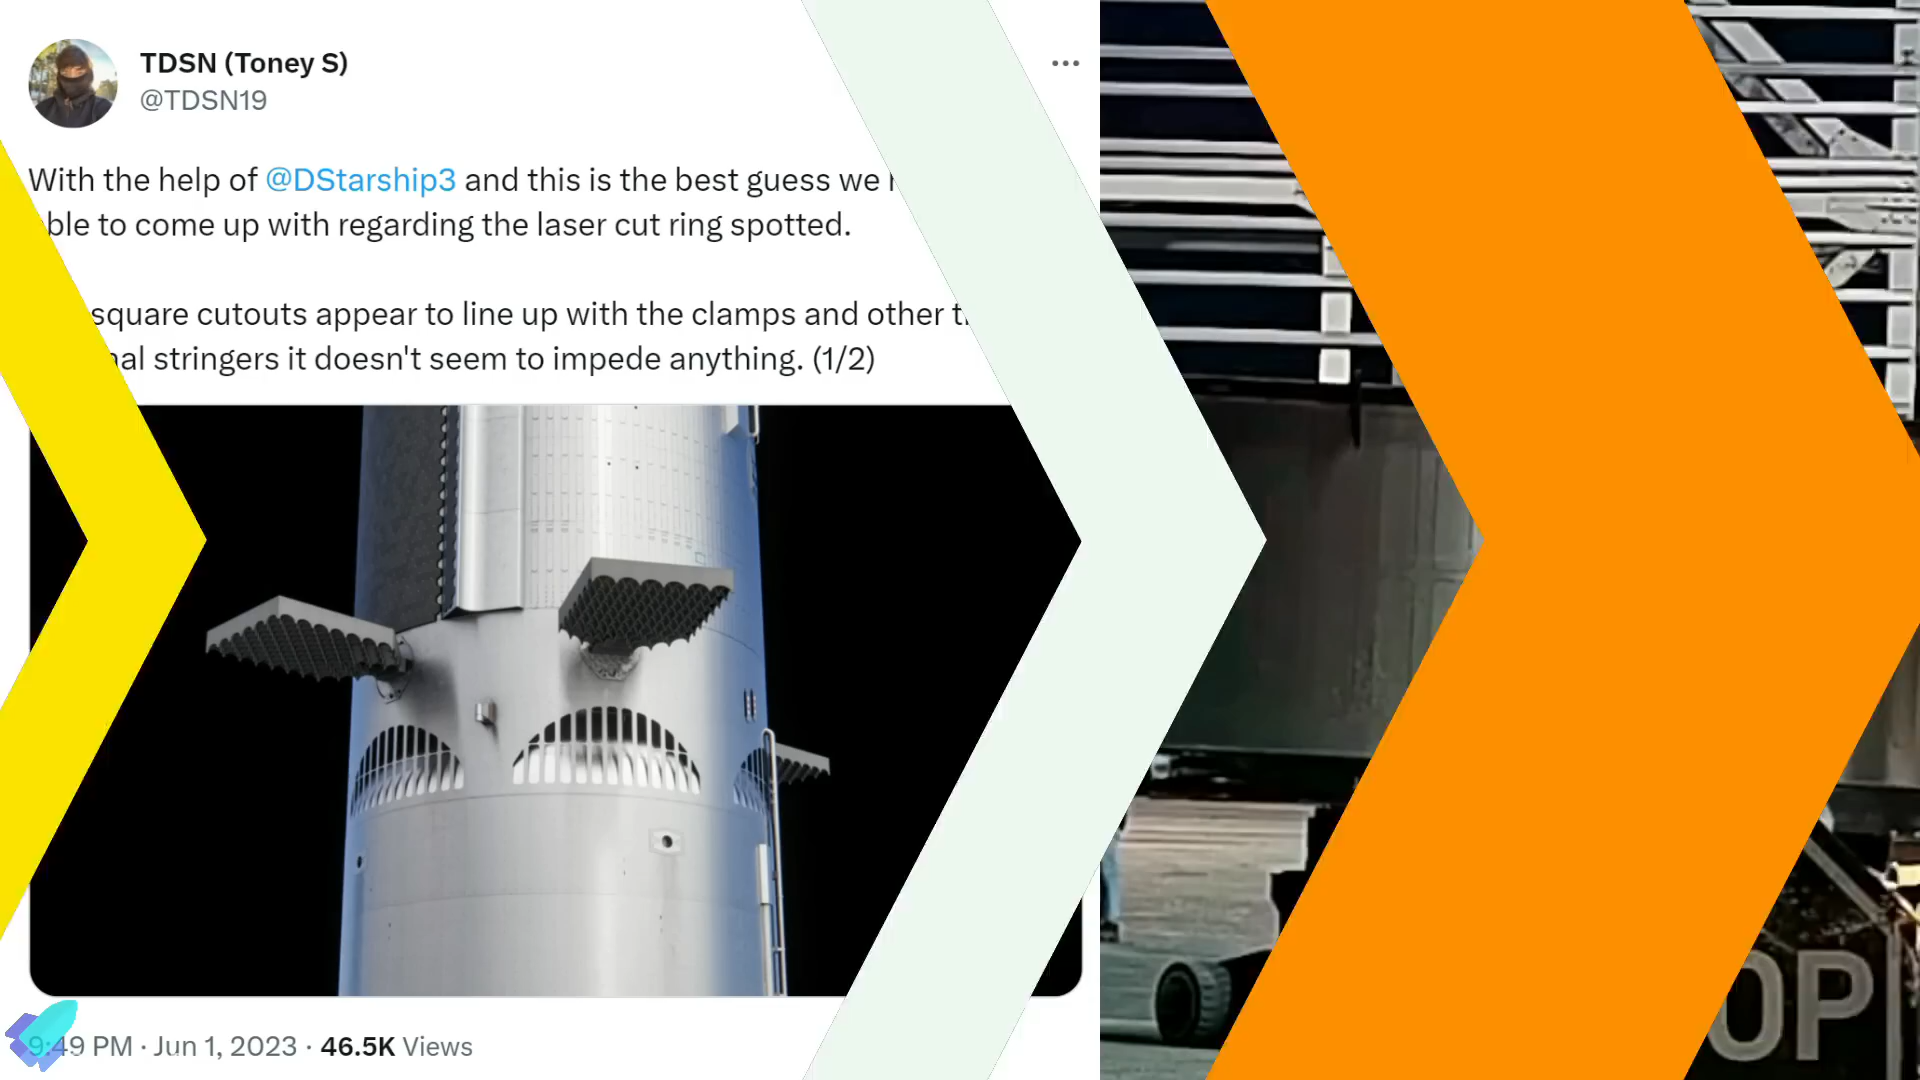 TDSN (Toney S)
@TDSN19
With the help of @DStarship3 and this is the best guess we
to come up with regarding the laser cut ring spotted.
square cutouts appear to line up with the clamps and other
stringers it doesn't seem to impede anything. (1/2)
9:49 PM · Jun 1, 2023 · 46.5K Views
OP